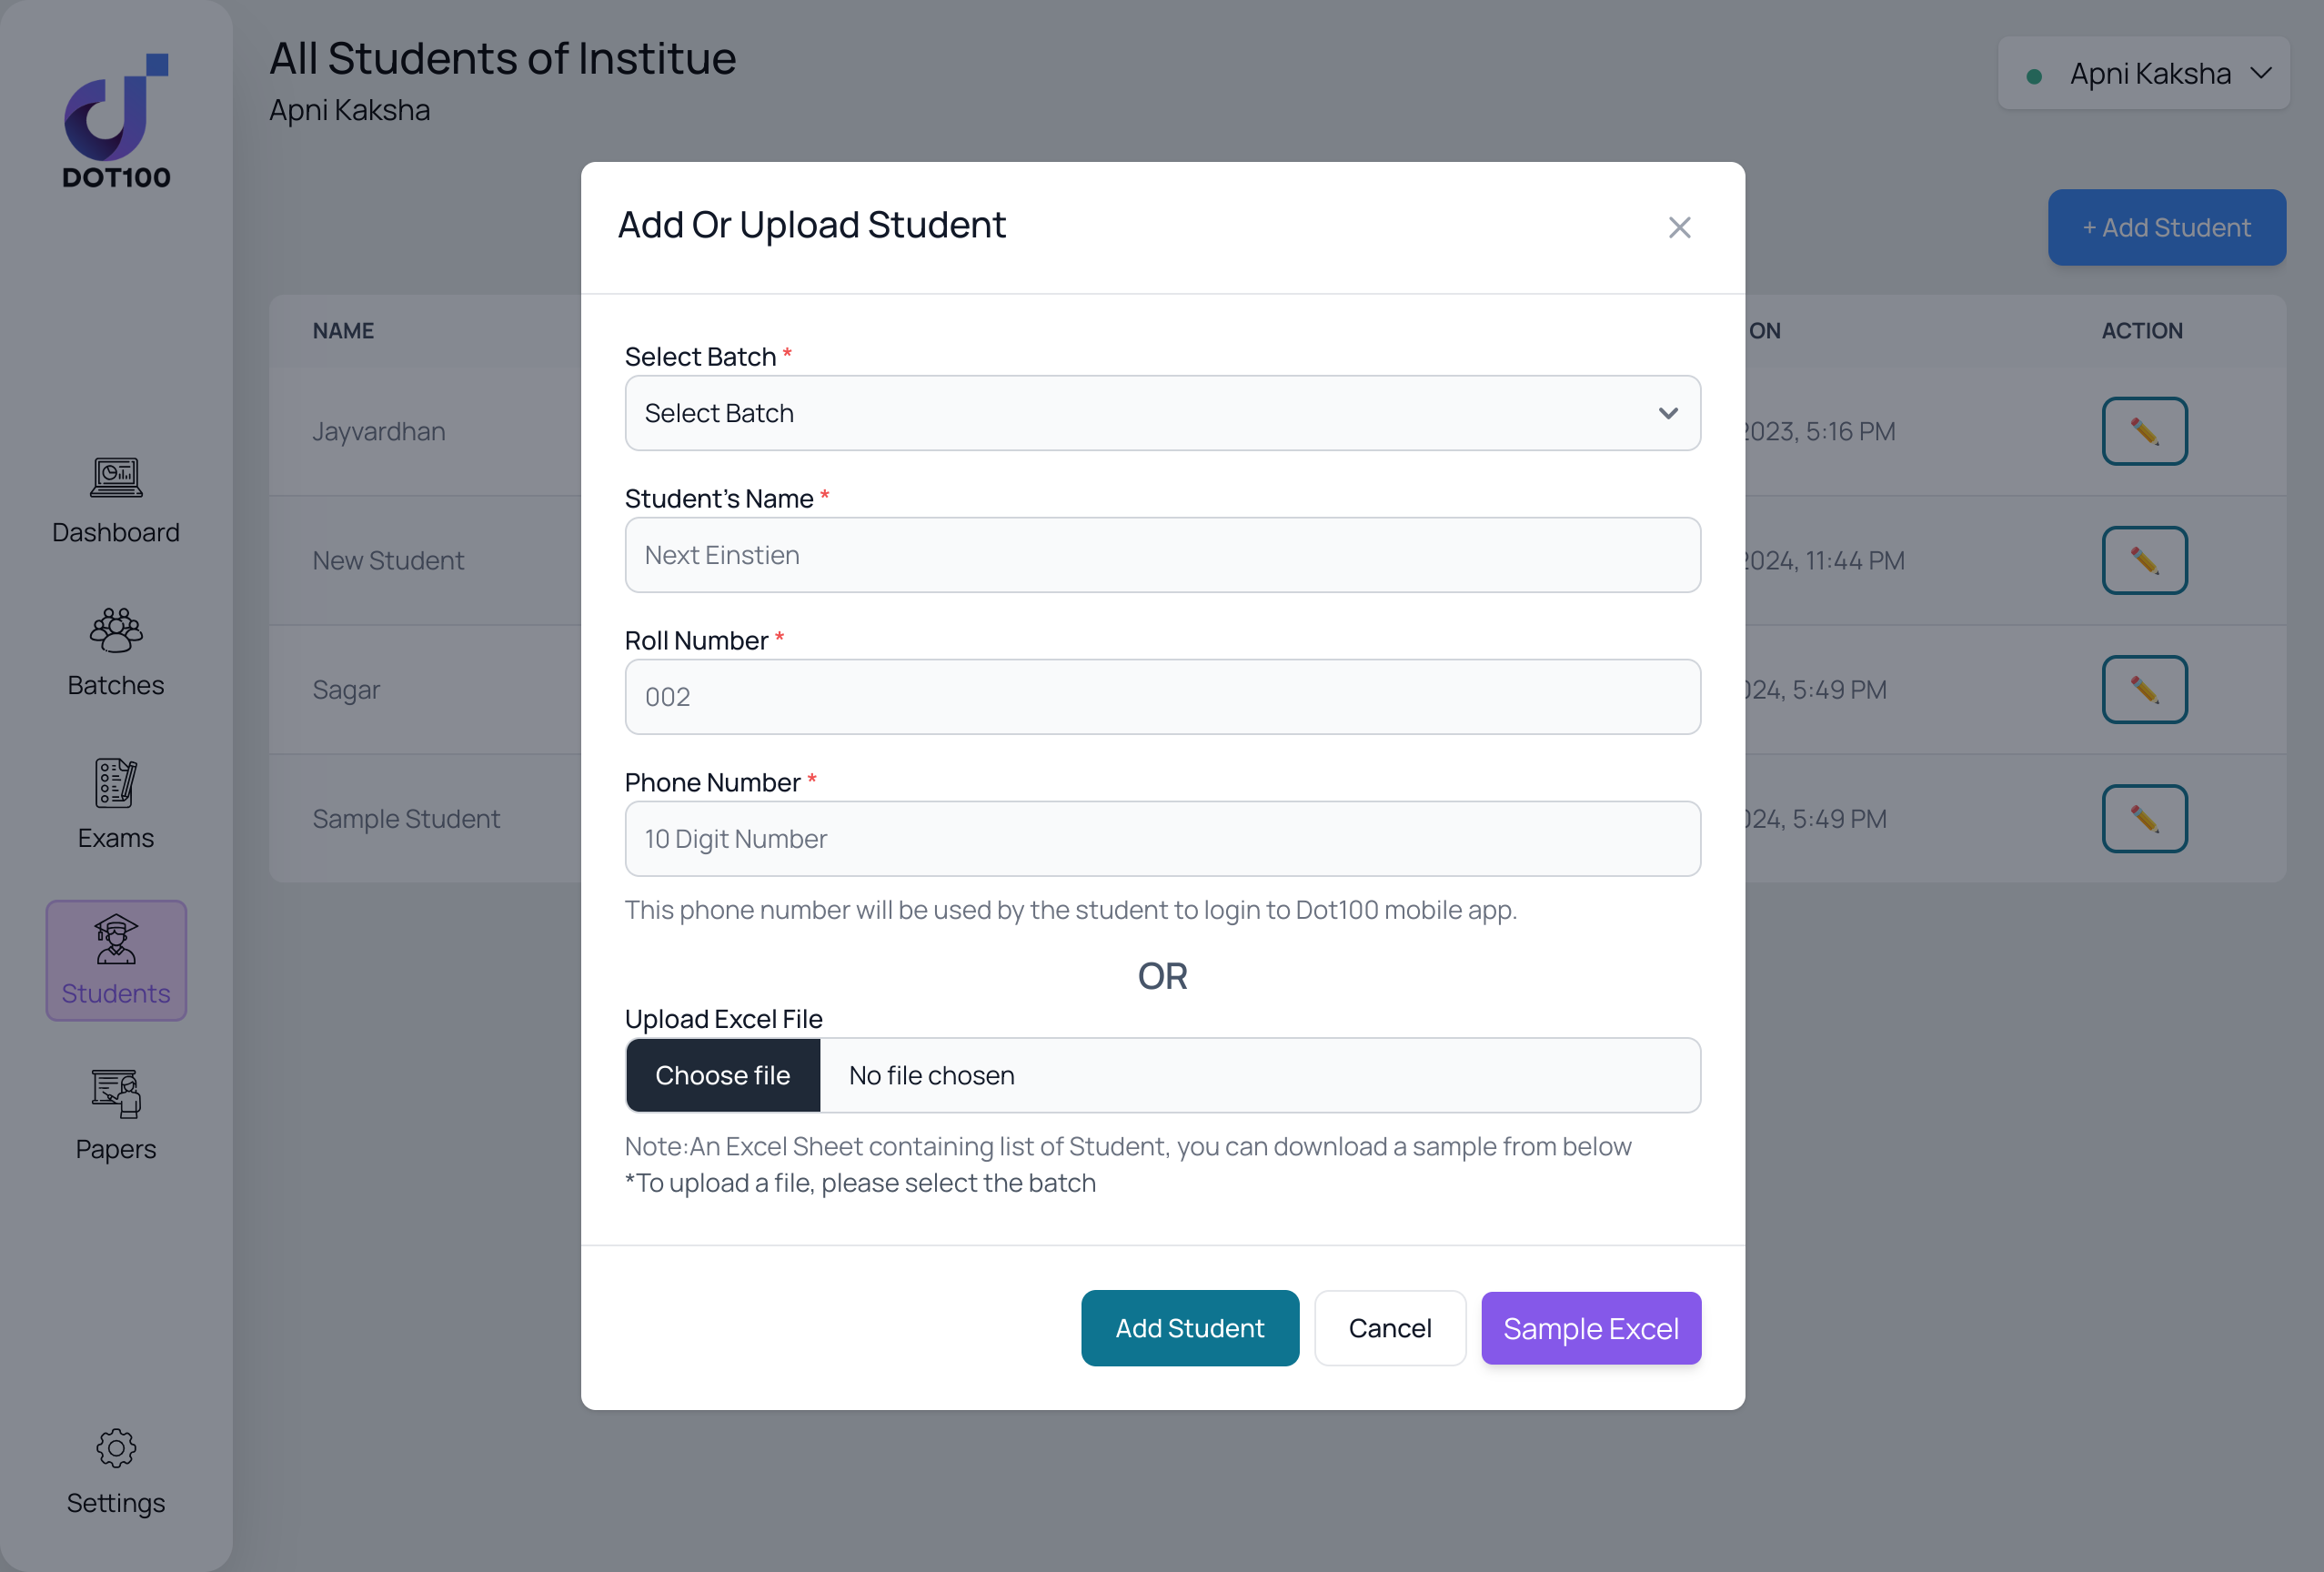 DOT100
Dashboard
Batches
Exams
Students
Papers
Settings
All Students of Institue
Apni Kaksha
Apni Kaksha
+ Add Student
NAME
ON
ACTION
Jayvardhan
2023, 5:16 PM
New Student
2024, 11:44 PM
Sagar
024, 5:49 PM
Sample Student
024, 5:49 PM
Add Or Upload Student
Select Batch *
Select Batch
Student's Name *
Next Einstien
Roll Number *
002
Phone Number *
10 Digit Number
This phone number will be used by the student to login to Dot100 mobile app.
OR
Upload Excel File
Choose file No file chosen
Note:An Excel Sheet containing list of Student, you can download a sample from below
*To upload a file, please select the batch
Add Student
Cancel
Sample Excel